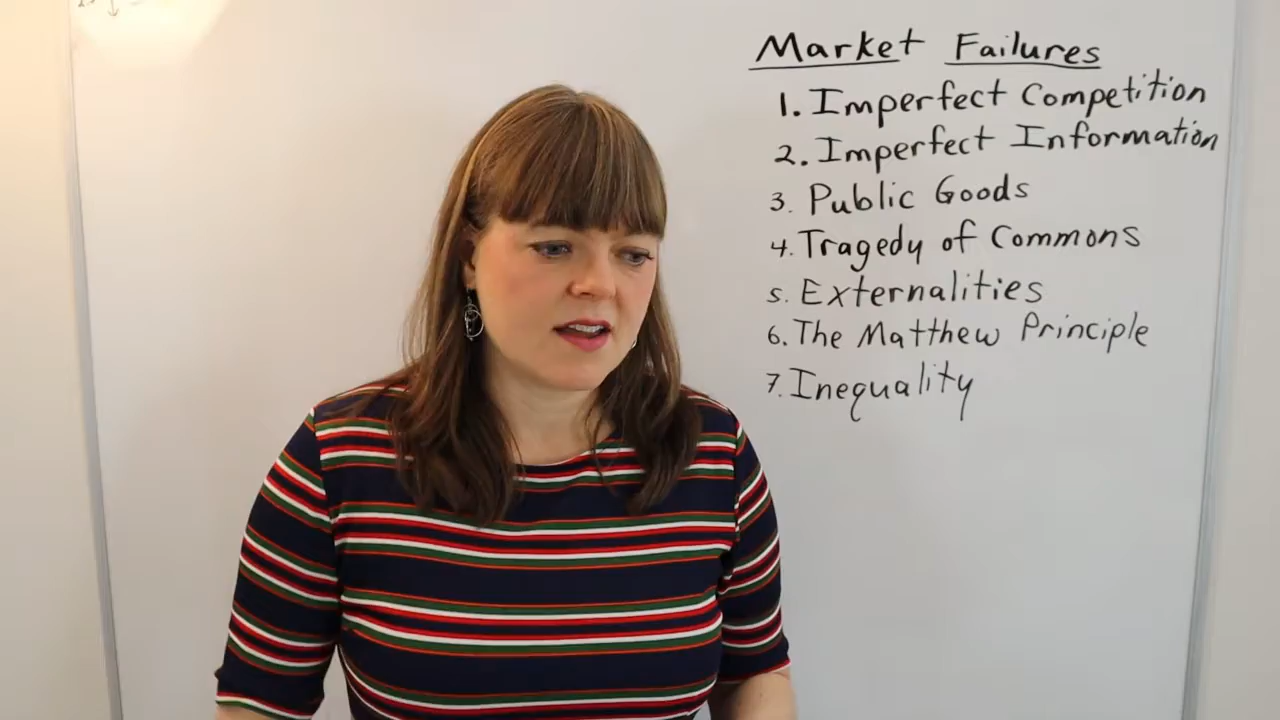 Market Failures
1. Imperfect Competition
2. Imperfect Information
3. Public Goods
4. Tragedy of Commons
5. Externalities
6. The Matthew Principle
7. Inequality